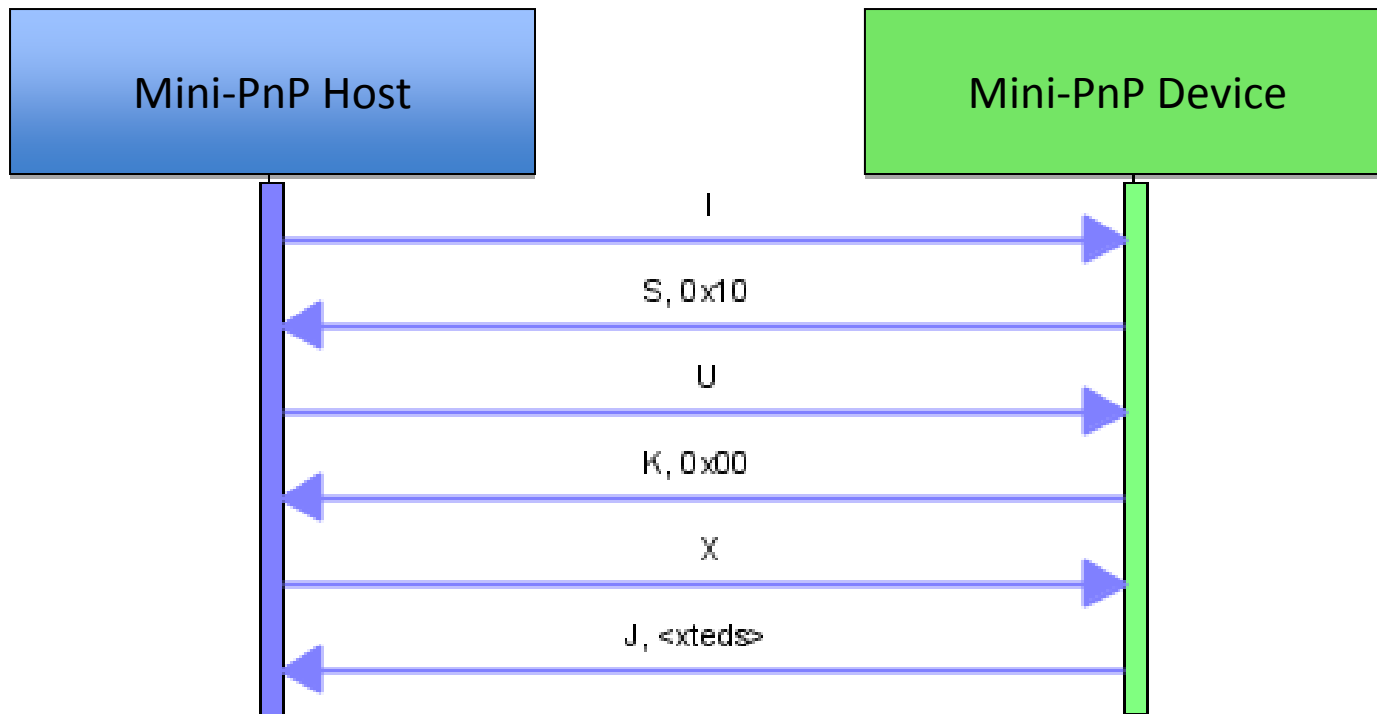 Mini-PnP Host
Mini-PnP Device
I
S, 0x10
U
K, 0x00
X
J, <xteds>